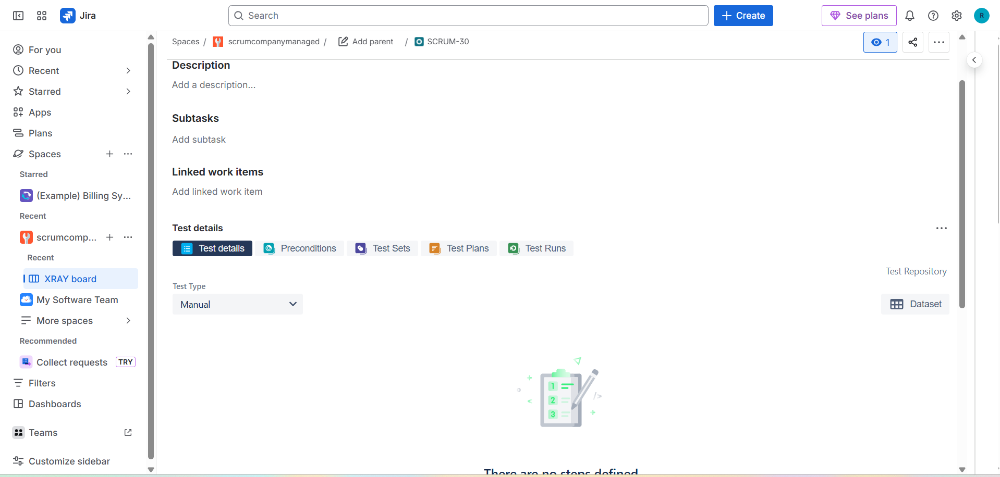 Jira
Search
Create
See plans
R
For you
Recent
Starred
Apps
Plans
Spaces
Starred
(Example) Billing Sy...
Recent
scrumcomp...
Recent
XRAY board
My Software Team
More spaces
Recommended
Collect requests TRY
Filters
Dashboards
Teams
Customize sidebar
Spaces / scrumcompanymanaged / Add parent / SCRUM-30
1
Description
Add a description...
Subtasks
Add subtask
Linked work items
Add linked work item
Test details
Test details Preconditions Test Sets Test Plans Test Runs
Test Repository
Test Type
Manual
Dataset
1
2
3
/>
There are no steps defined